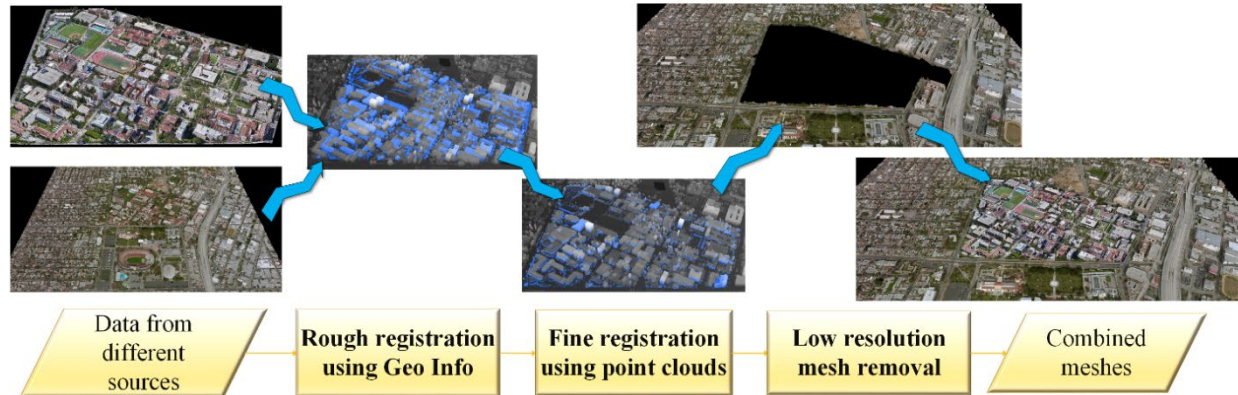 Data from
different
sources
Rough registration
using Geo Info
Fine registration
using point clouds
Low resolution
mesh removal
Combined
meshes